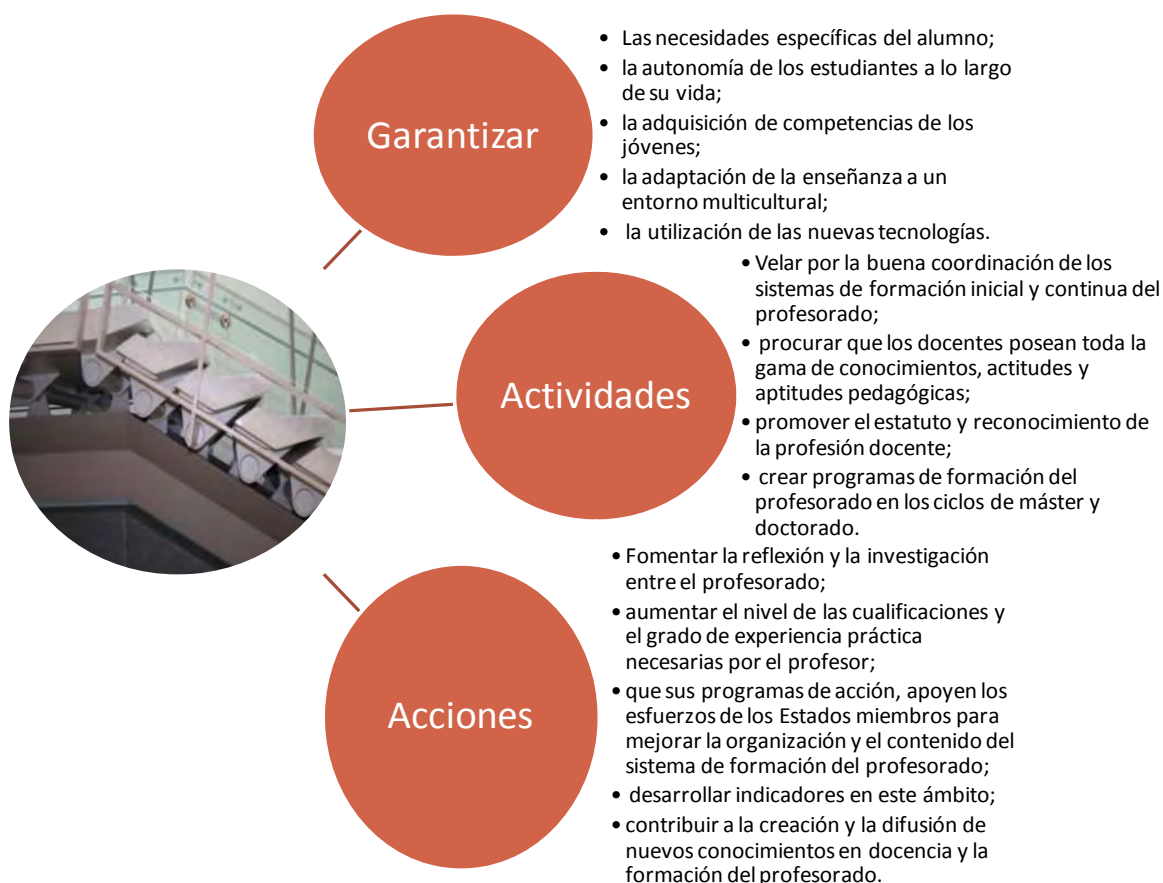 Garantizar
• Las necesidades específicas del alumno;
• la autonomía de los estudiantes a lo largo
de su vida;
• la adquisición de competencias de los
jóvenes;
• la adaptación de la enseñanza a un
entorno multicultural;
• la utilización de las nuevas tecnologías.
Actividades
• Velar por la buena coordinación de los
sistemas de formación inicial y continua del
profesorado;
• procurar que los docentes posean toda la
gama de conocimientos, actitudes y
aptitudes pedagógicas;
• promover el estatuto y reconocimiento de
la profesión docente;
• crear programas de formación del
profesorado en los ciclos de máster y
doctorado.
Acciones
• Fomentar la reflexión y la investigación
entre el profesorado;
• aumentar el nivel de las cualificaciones y
el grado de experiencia práctica
necesarias por el profesor;
• que sus programas de acción, apoyen los
esfuerzos de los Estados miembros para
mejorar la organización y el contenido del
sistema de formación del profesorado;
• desarrollar indicadores en este ámbito;
• contribuir a la creación y la difusión de
nuevos conocimientos en docencia y la
formación del profesorado.